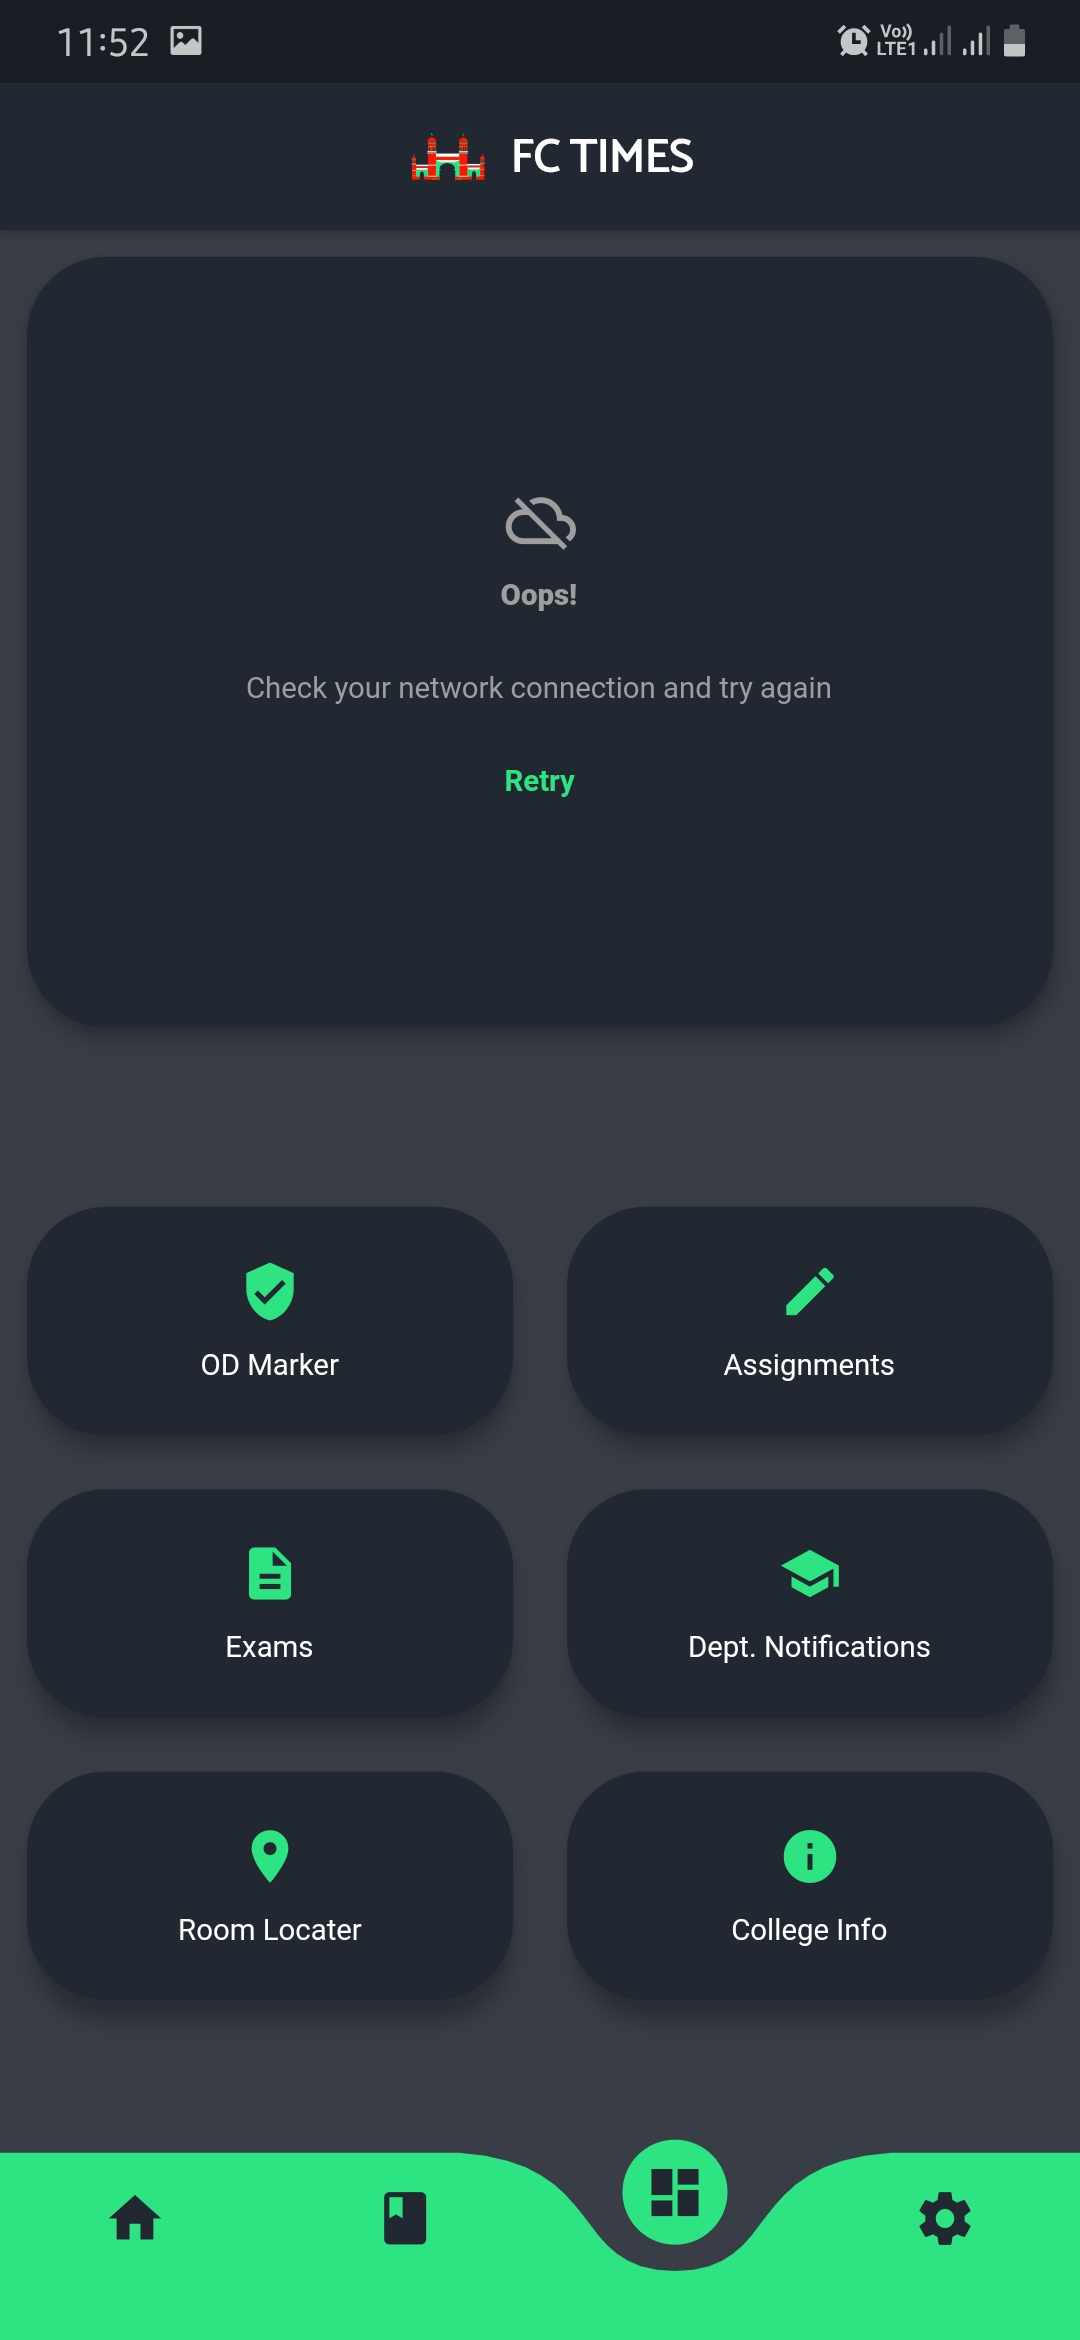 11:52
Vo)) LTE1
FC TIMES
Oops!
Check your network connection and try again
Retry
OD Marker
Assignments
Exams
Dept. Notifications
Room Locater
College Info